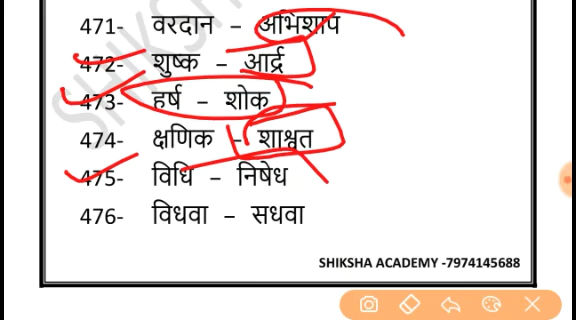 471- वरदान – अभिशाप
472- शुष्क – आर्द्र
473- हर्ष – शोक
474- क्षणिक – शाश्वत
475- विधि – निषेध
476- विधवा – सधवा
SHIKSHA ACADEMY -7974145688